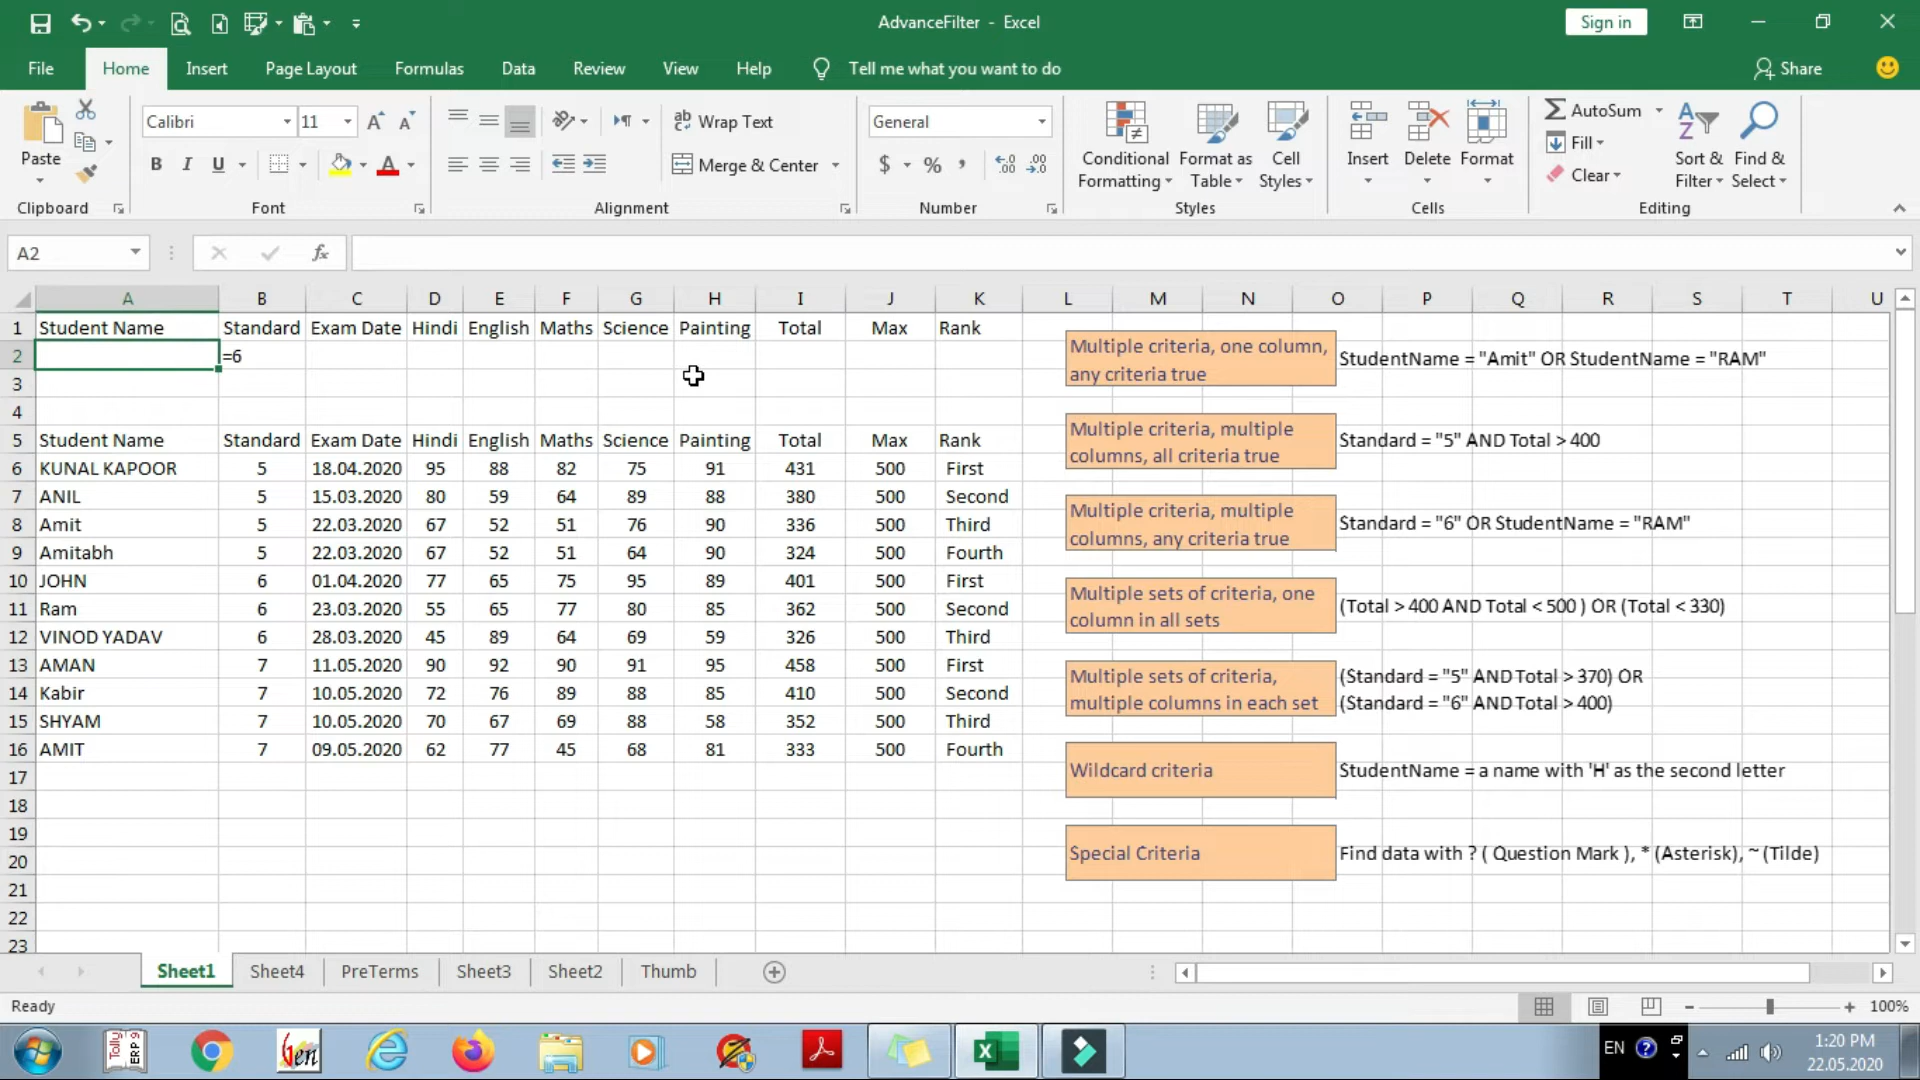 AdvanceFilter - Excel
Sign in
File Home Insert Page Layout Formulas Data Review View Help Tell me what you want to do Share
Paste
Clipboard
Calibri 11
B I U A
Font
Wrap Text
Merge & Center
Alignment
General
$ % ,
Number
Conditional Formatting
Format as Table
Cell Styles
Styles
Insert Delete Format
Cells
AutoSum
Fill
Clear
Sort & Filter
Find & Select
Editing
A2 fx
A B C D E F G H I J K L M N O P Q R S T U
1 Student Name Standard Exam Date Hindi English Maths Science Painting Total Max Rank
2 =6
3
4
5 Student Name Standard Exam Date Hindi English Maths Science Painting Total Max Rank
6 KUNAL KAPOOR 5 18.04.2020 95 88 82 75 91 431 500 First
7 ANIL 5 15.03.2020 80 59 64 89 88 380 500 Second
8 Amit 5 22.03.2020 67 52 51 76 90 336 500 Third
9 Amitabh 5 22.03.2020 67 52 51 64 90 324 500 Fourth
10 JOHN 6 01.04.2020 77 65 75 95 89 401 500 First
11 Ram 6 23.03.2020 55 65 77 80 85 362 500 Second
12 VINOD YADAV 6 28.03.2020 45 89 64 69 59 326 500 Third
13 AMAN 7 11.05.2020 90 92 90 91 95 458 500 First
14 Kabir 7 10.05.2020 72 76 89 88 85 410 500 Second
15 SHYAM 7 10.05.2020 70 67 69 88 58 352 500 Third
16 AMIT 7 09.05.2020 62 77 45 68 81 333 500 Fourth
17
18
19
20
21
22
23
Multiple criteria, one column,
any criteria true
StudentName = "Amit" OR StudentName = "RAM"
Multiple criteria, multiple
columns, all criteria true
Standard = "5" AND Total > 400
Multiple criteria, multiple
columns, any criteria true
Standard = "6" OR StudentName = "RAM"
Multiple sets of criteria, one
column in all sets
(Total > 400 AND Total < 500 ) OR (Total < 330)
Multiple sets of criteria,
multiple columns in each set
(Standard = "5" AND Total > 370) OR
(Standard = "6" AND Total > 400)
Wildcard criteria
StudentName = a name with 'H' as the second letter
Special Criteria
Find data with ? ( Question Mark ), * (Asterisk), ~ (Tilde)
Sheet1 Sheet4 PreTerms Sheet3 Sheet2 Thumb
Ready
100%
Tally ERP 9
Gen
EN
1:20 PM
22.05.2020